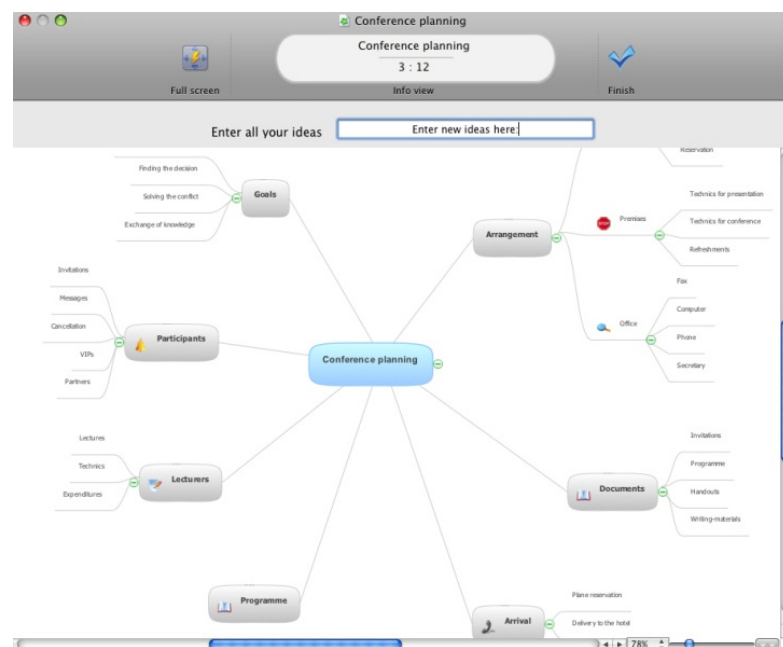 Conference planning
Conference planning
3 : 12
Full screen
Info view
Finish
Enter all your ideas
Enter new ideas here:
Finding the decision
Solving the conflict
Exchange of knowledge
Goals
Reservation
Arrangement
STOP
Premises
Technics for presentation
Technics for conference
Refreshments
Office
Fax
Computer
Phone
Secretary
Invitations
Messages
Cancellation
VIPs
Partners
Participants
Conference planning
Lectures
Technics
Expenditures
Lecturers
Documents
Invitations
Programme
Handouts
Writing-materials
Programme
Arrival
Plane reservation
Delivery to the hotel
78%